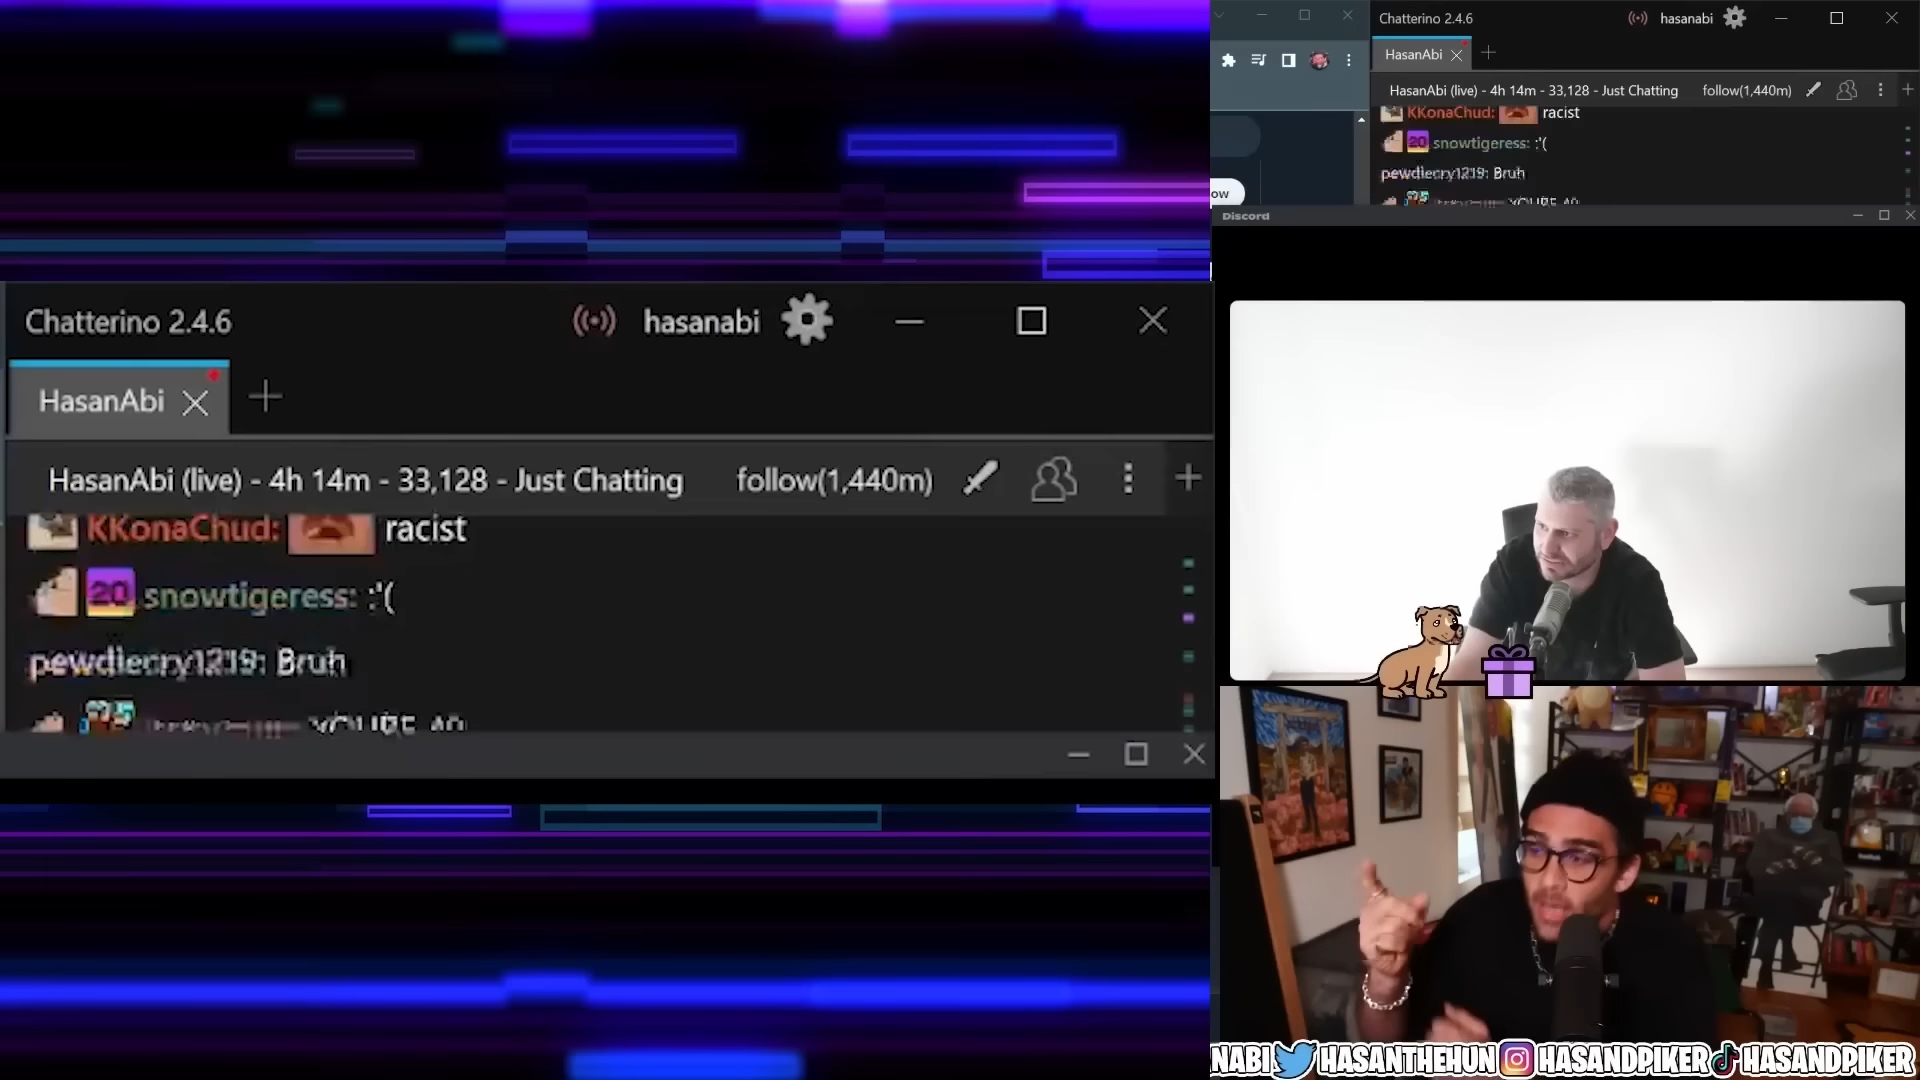 Chatterino 2.4.6 hasanabi
HasanAbi
HasanAbi (live) - 4h 14m - 33,128 - Just Chatting follow(1,440m)
KKonaChud: racist
20 snowtigeress: :'(
pewdiecry1219: Bruh
Chatterino 2.4.6 hasanabi
HasanAbi
HasanAbi (live) - 4h 14m - 33,128 - Just Chatting follow(1,440m)
KKonaChud: racist
20 snowtigeress: :'(
pewdiecry1219: Bruh
ow
Discord
NABI HASANTHEHUN HASANDPIKER HASANDPIKER